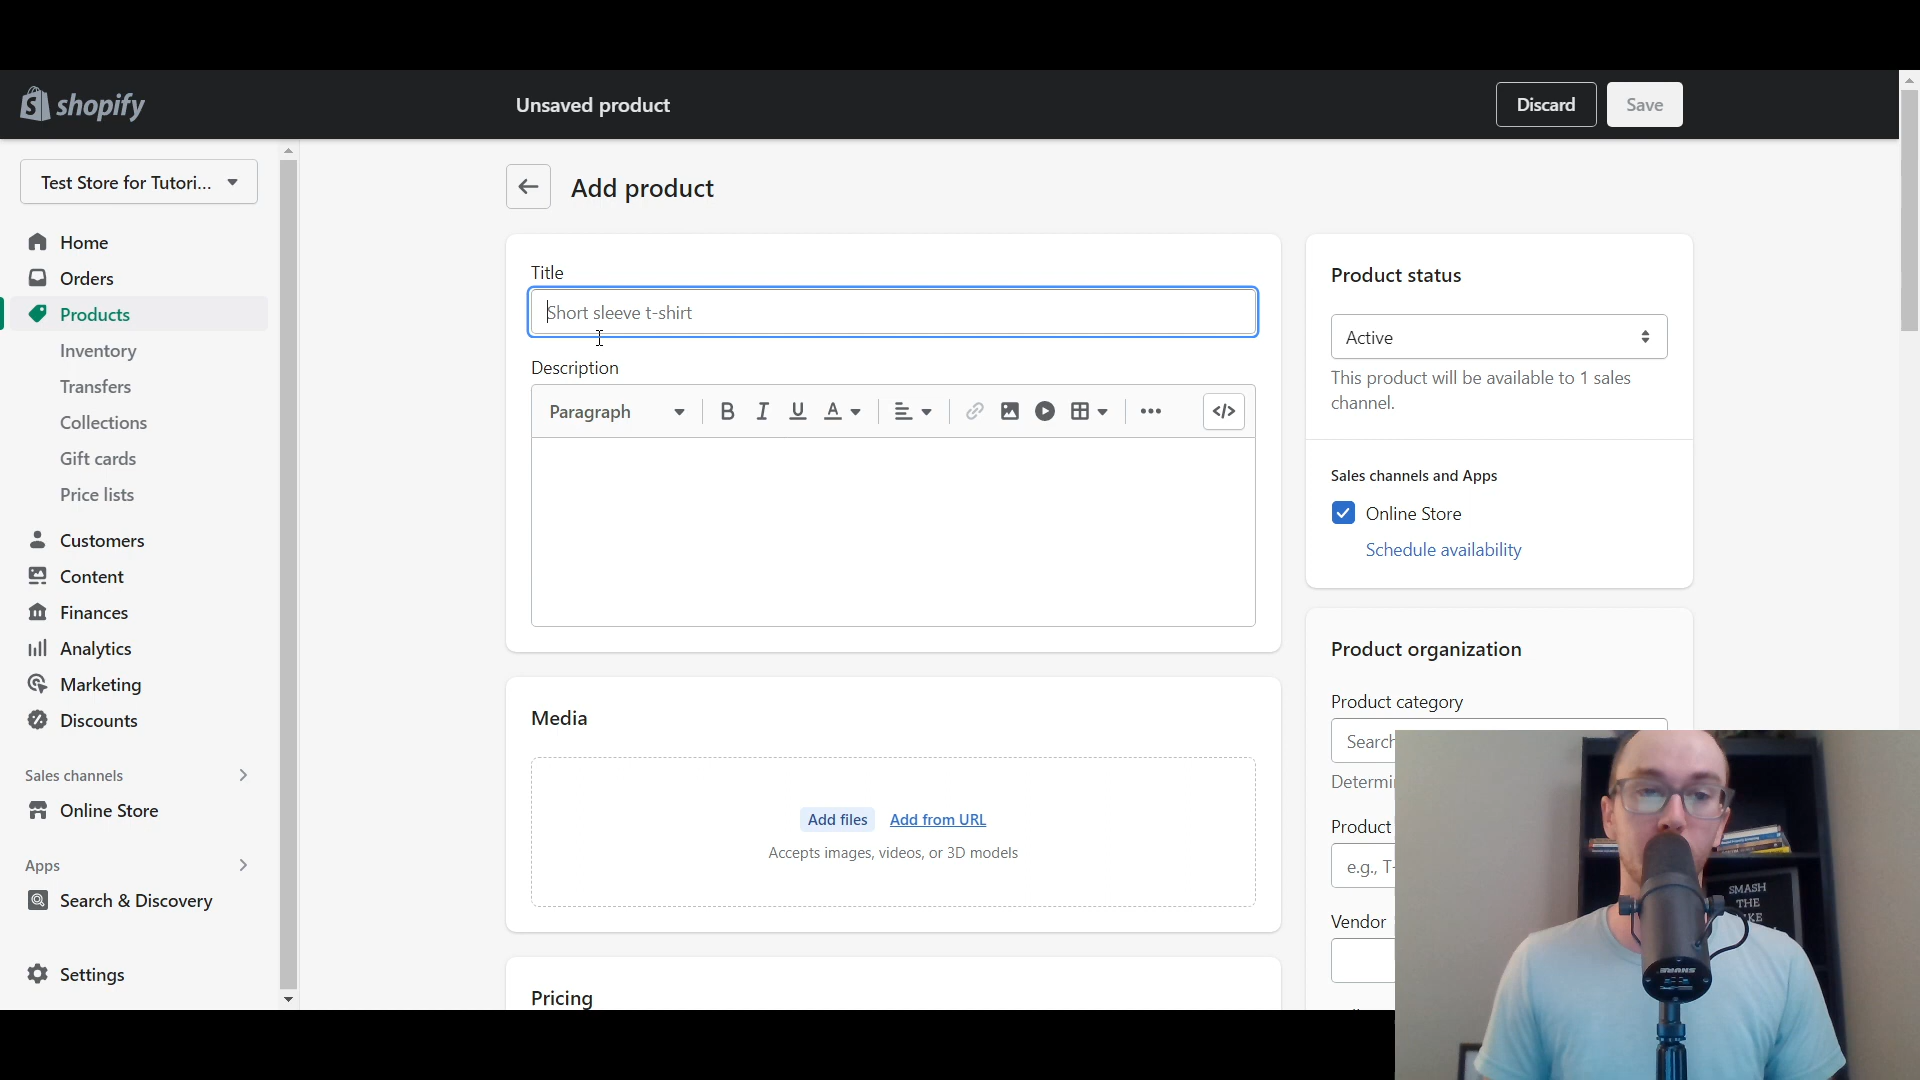 shopify
Unsaved product
Discard
Save
Test Store for Tutori...
Home
Orders
Products
Inventory
Transfers
Collections
Gift cards
Price lists
Customers
Content
Finances
Analytics
Marketing
Discounts
Sales channels
Online Store
Apps
Search & Discovery
Settings
Add product
Title
Short sleeve t-shirt
Description
Paragraph
B I U A
</>
Media
Add files Add from URL
Accepts images, videos, or 3D models
Pricing
Product status
Active
This product will be available to 1 sales
channel.
Sales channels and Apps
Online Store
Schedule availability
Product organization
Product category
Search
Determi
Product
e.g., T-
Vendor
SMASH
THE
KE
SHURE